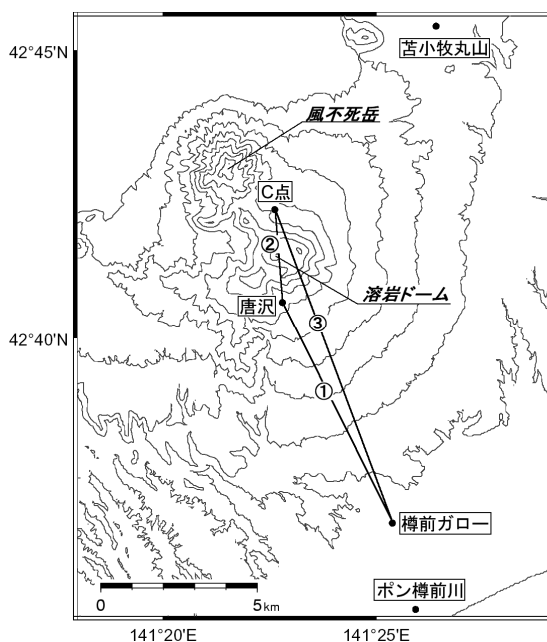 42°45'N
苫小牧丸山
風不死岳
C点
②
唐沢
溶岩ドーム
42°40'N
③
①
樽前ガロー
ポン樽前川
0
5km
141°20'E
141°25'E